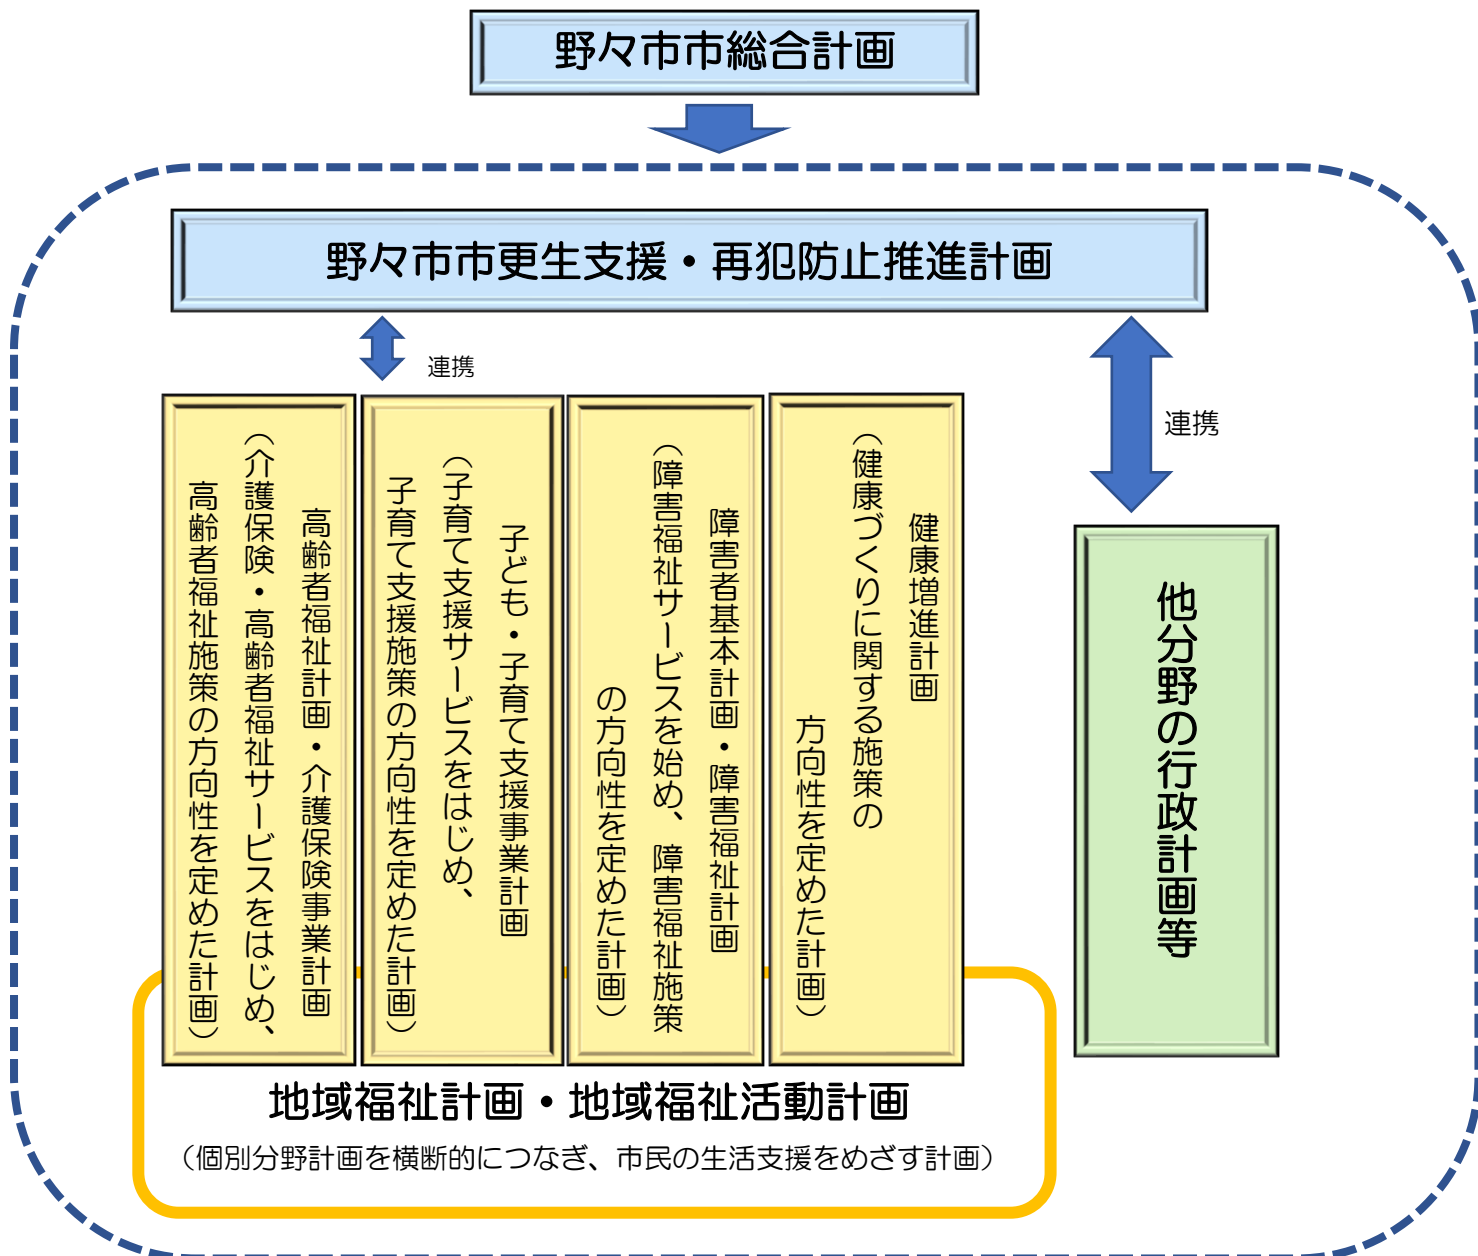 野々市市総合計画
野々市市更生支援・再犯防止推進計画
連携
連携
高齢者福祉計画・介護保険事業計画
（介護保険・高齢者福祉サービスをはじめ、
高齢者福祉施策の方向性を定めた計画）
子ども・子育て支援事業計画
（子育て支援サービスをはじめ、
子育て支援施策の方向性を定めた計画）
障害者基本計画・障害福祉計画
（障害福祉サービスを始め、障害福祉施策
の方向性を定めた計画）
健康増進計画
（健康づくりに関する施策の
方向性を定めた計画）
他分野の行政計画等
地域福祉計画・地域福祉活動計画
（個別分野計画を横断的につなぎ、市民の生活支援をめざす計画）